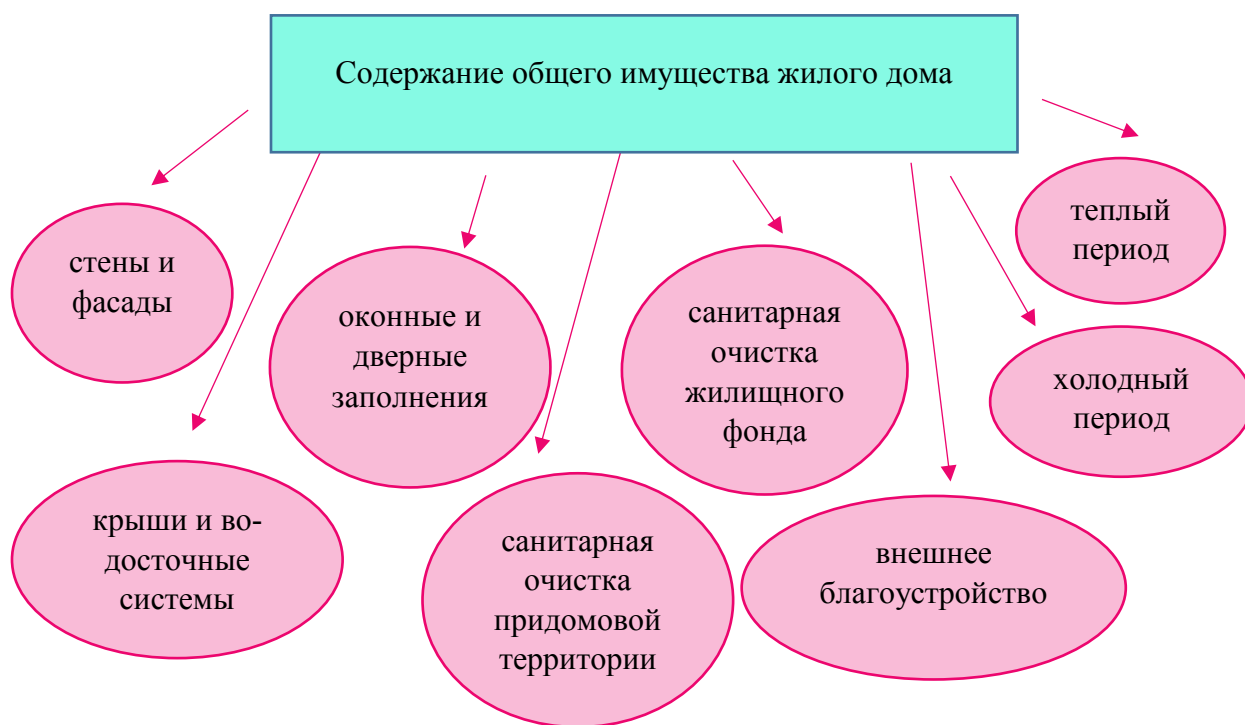 Содержание общего имущества жилого дома
стены и
фасады
крыши и во-
досточные
системы
оконные и
дверные
заполнения
санитарная
очистка
придомовой
территории
санитарная
очистка
жилищного
фонда
внешнее
благоустройство
теплый
период
холодный
период